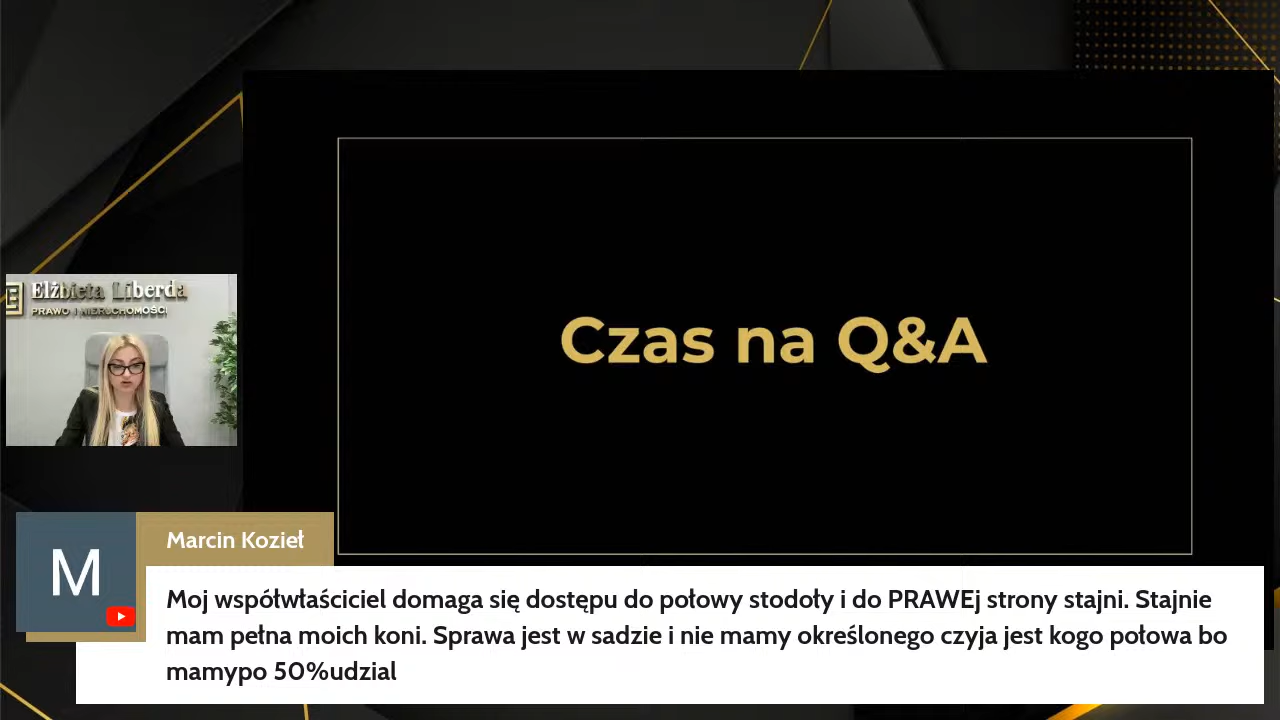 Elżbieta Liberda
PRAWO I NIERUCHOMOŚCI
Czas na Q&A
M
Marcin Kozieł
Moj współwłaściciel domaga się dostępu do połowy stodoły i do PRAWEj strony stajni. Stajnie
mam pełna moich koni. Sprawa jest w sadzie i nie mamy określonego czyja jest kogo połowa bo
mamypo 50%udzial